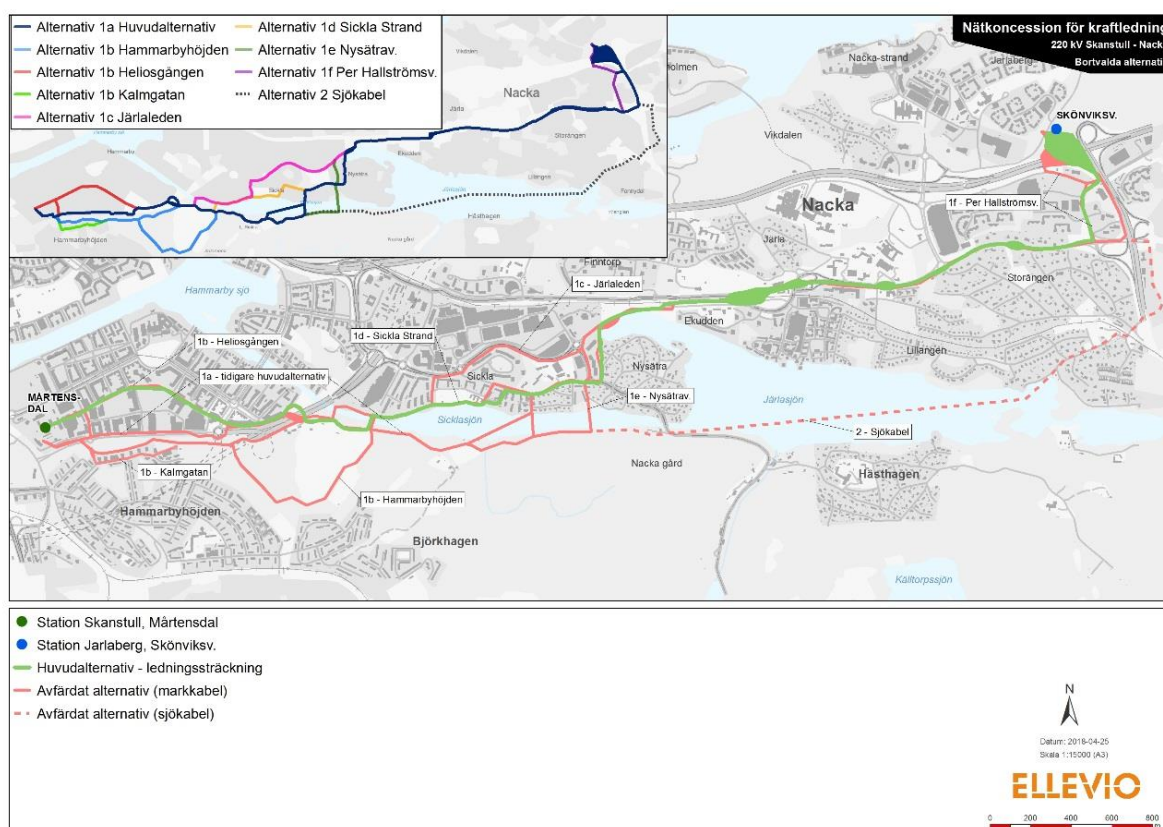 Alternativ 1a Huvudalternativ
Alternativ 1b Hammarbyhöjden
Alternativ 1b Heliosgången
Alternativ 1b Kalmgatan
Alternativ 1c Järlaleden
Alternativ 1d Sickla Strand
Alternativ 1e Nysätrav.
Alternativ 1f Per Hallströmsv.
Alternativ 2 Sjökabel
Nacka
Hammarbyhöjden
Nätkoncession för kraftledning
220 kV Skanstull - Nack
Bortvalda alternati
Nacka-strand
Jarlaberg
Vikdalen
SKÖNVIKSV.
Nacka
1f - Per Hallströmsv.
Järla
Storängen
Finntorp
Hammarby sjö
1c - Järlaleden
Ekudden
1d - Sickla Strand
1b - Heliosgången
Lillängen
1a - tidigare huvudalternativ
Sickla
Nysätra
MÅRTENS-
DAL
1e - Nysätrav.
Järlasjön
Sicklasjön
2 - Sjökabel
1b - Kalmgatan
Nacka gård
Hästhagen
1b - Hammarbyhöjden
Hammarbyhöjden
Björkhagen
Källtorpssjön
Station Skanstull, Mårtensdal
Station Jarlaberg, Skönviksv.
Huvudalternativ - ledningssträckning
Avfärdat alternativ (markkabel)
Avfärdat alternativ (sjökabel)
N
Datum: 2018-04-25
Skala 1:15000 (A3)
ELLEVIO
0 200 400 600 800